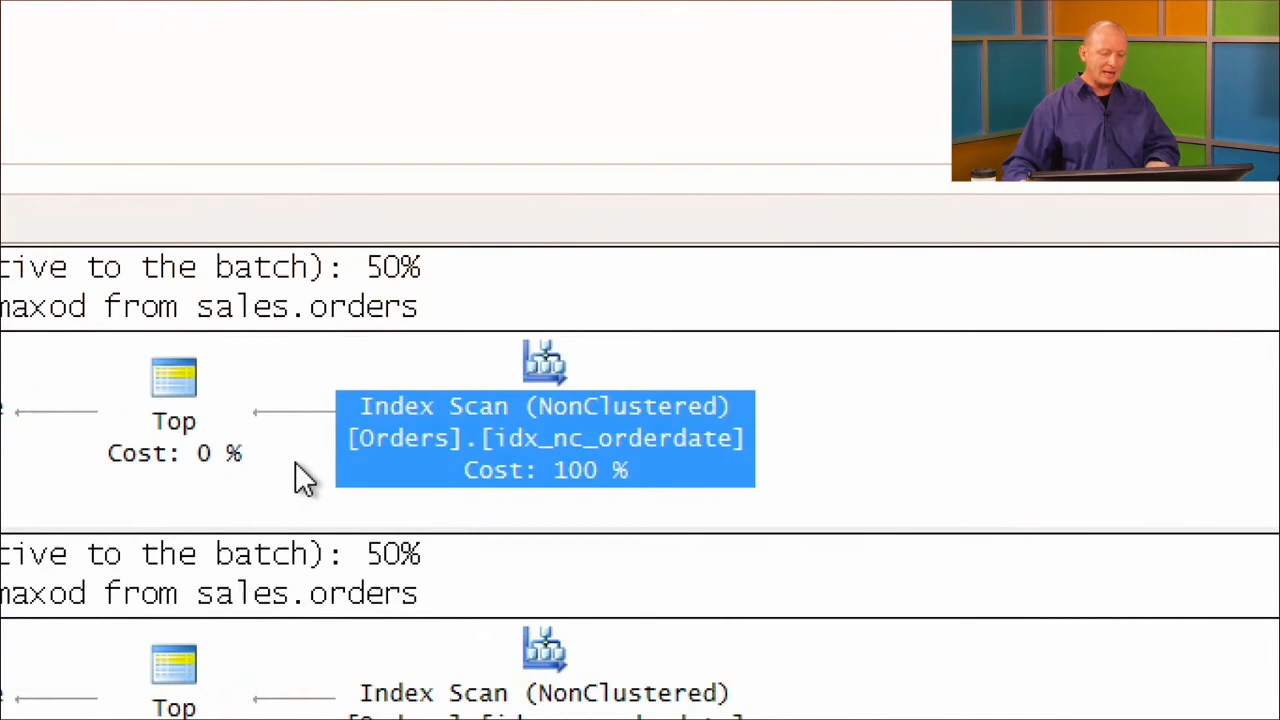 tive to the batch): 50%
maxod from sales.orders
Index Scan (NonClustered)
[Orders].[idx_nc_orderdate]
Cost: 100 %
Top
Cost: 0 %
tive to the batch): 50%
maxod from sales.orders
Index Scan (NonClustered)
Top